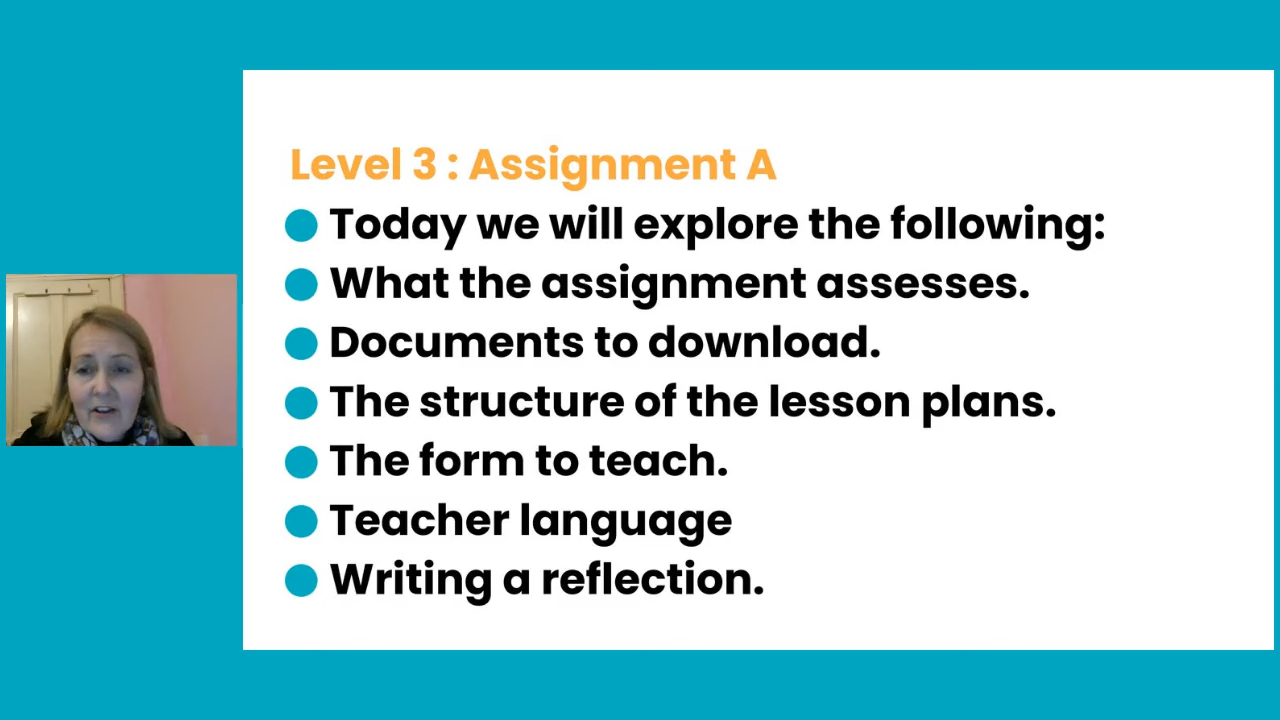 Level 3 : Assignment A
Today we will explore the following:
What the assignment assesses.
Documents to download.
The structure of the lesson plans.
The form to teach.
Teacher language
Writing a reflection.